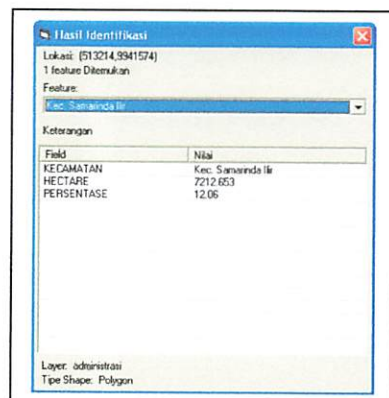 Hasil Identifikasi
Lokasi: (513214,9941574)
1 feature Ditemukan
Feature:
Kec. Samarinda Ilir
Keterangan
Field Nilai
KECAMATAN Kec. Samarinda Ilir
HECTARE 7212.653
PERSENTASE 12.06
Layer: administrasi
Tipe Shape: Polygon